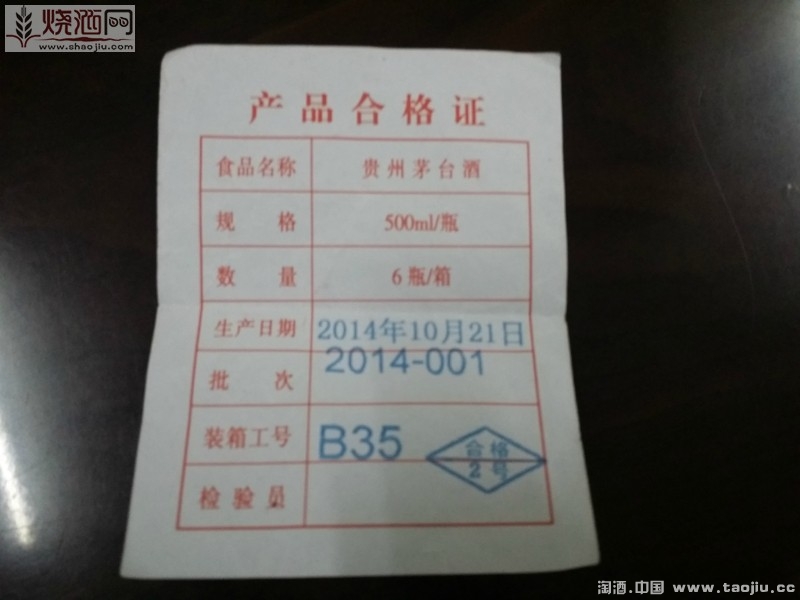 烧酒网
www.shaojiu.com
产品合格证
食品名称 贵州茅台酒
规格 500ml/瓶
数量 6瓶/箱
生产日期 2014年10月21日
批次 2014-001
装箱工号 B35
合格
2号
检验员
淘酒.中国 www.taojiu.cc